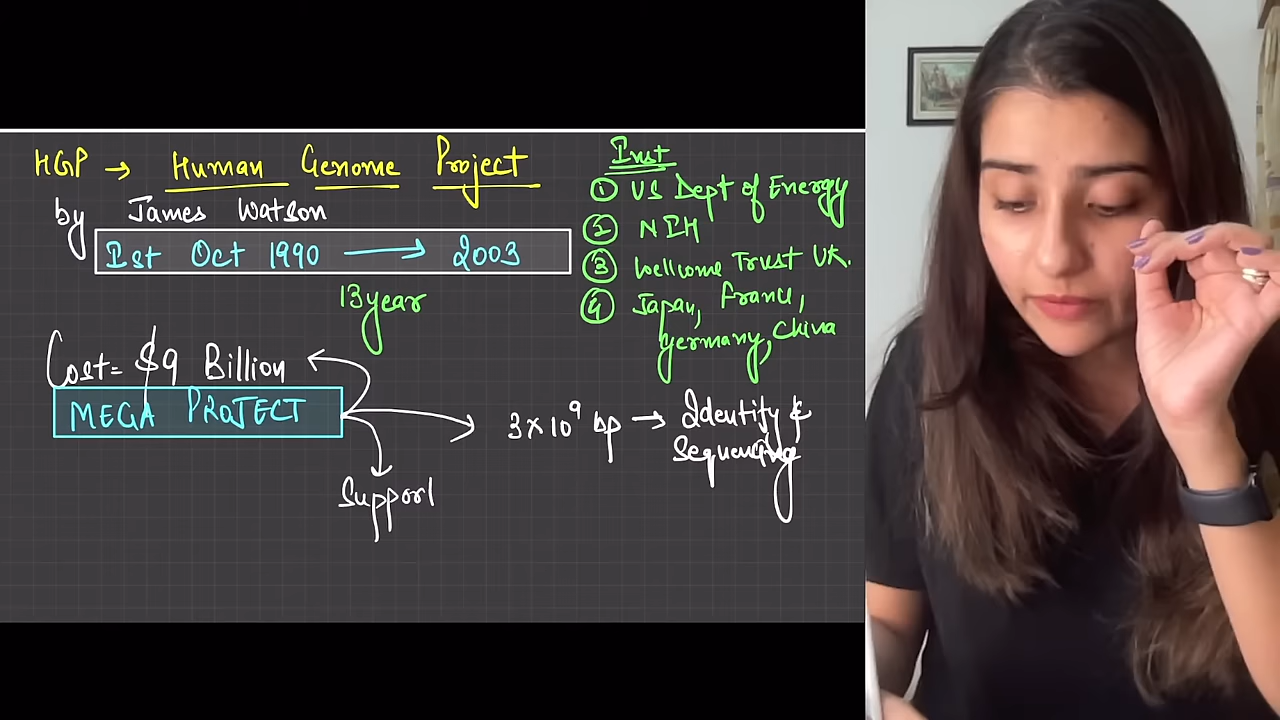 HGP → Human Genome Project
by James Watson
1st Oct 1990 → 2003
13 year
Cost = $9 Billion
MEGA PROJECT
Support
3×10⁹ bp → Identify &
Sequencing
Inst
① US Dept of Energy
② NIH
③ Wellcome Trust UK.
④ Japan, France,
Germany, China